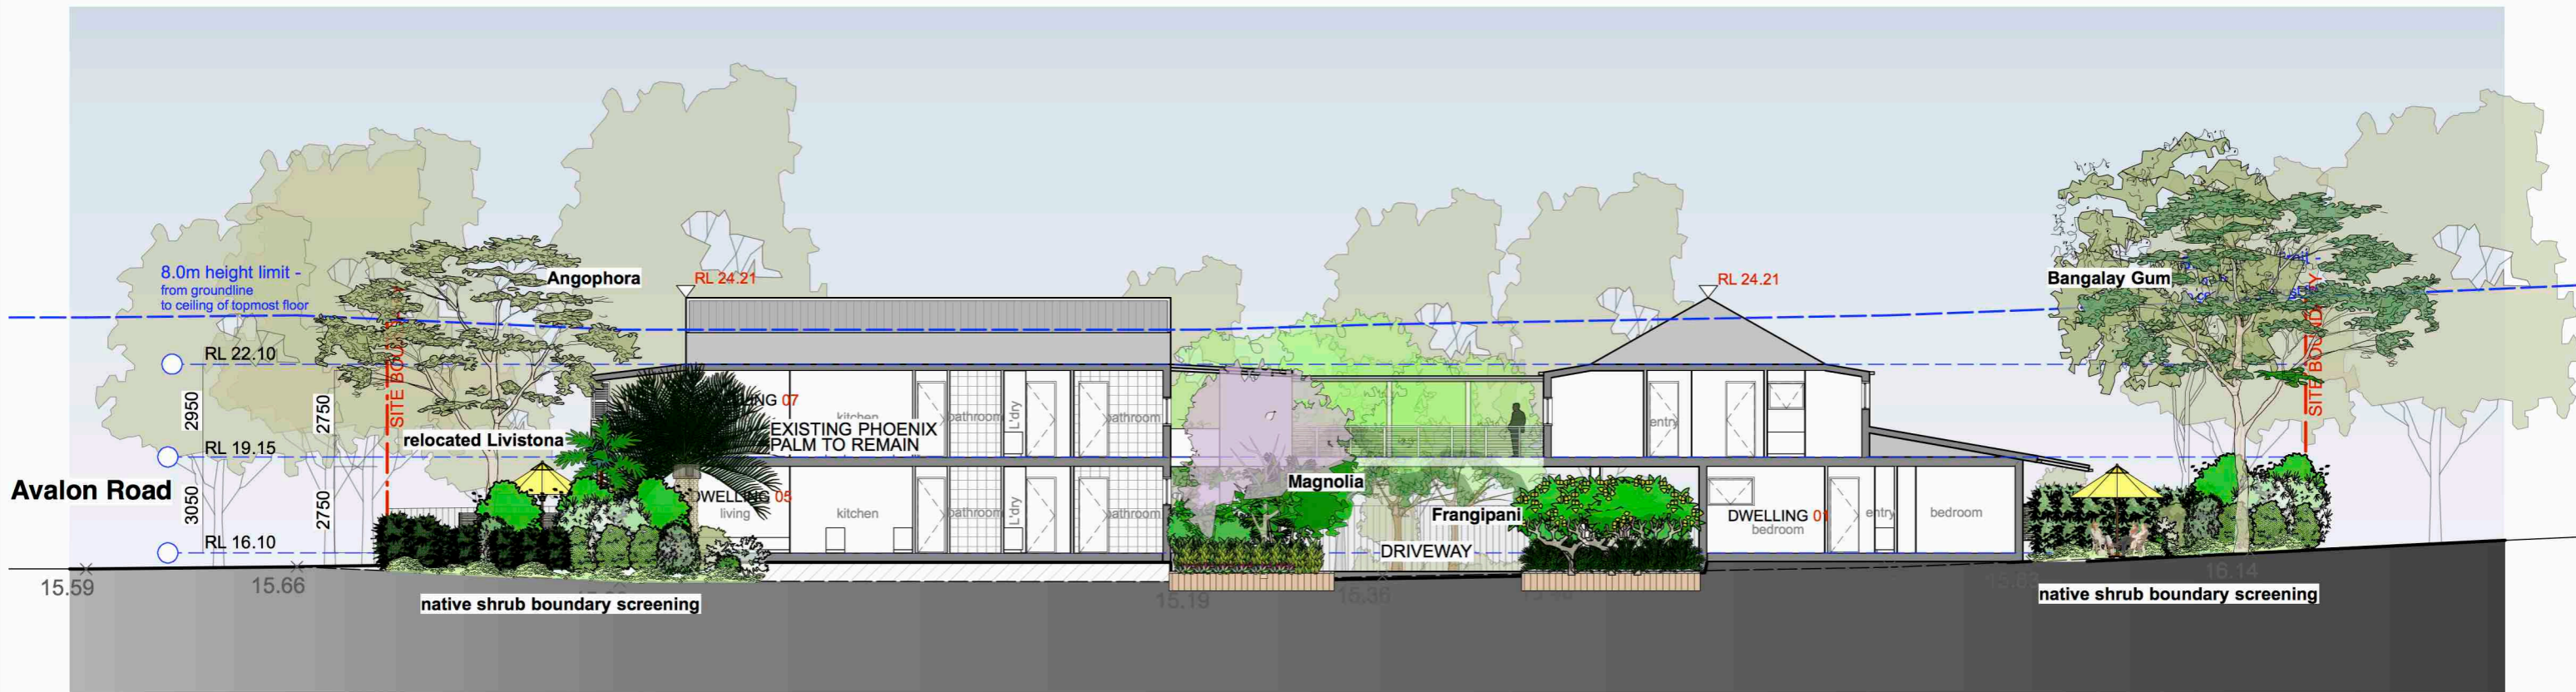 8.0m height limit -
from groundline
to ceiling of topmost floor
Angophora
RL 24.21
RL 24.21
Bangalay Gum
RL 22.10
2950
2750
07
kitchen
bathroom
L'dry
bathroom
entry
EXISTING PHOENIX
PALM TO REMAIN
relocated Livistona
RL 19.15
Avalon Road
3050
2750
DWELLING 05
living
kitchen
bathroom
L'dry
bathroom
Magnolia
Frangipani
DWELLING 01
bedroom
entry
bedroom
RL 16.10
DRIVEWAY
15.59
15.66
15.19
15.36
16.14
native shrub boundary screening
native shrub boundary screening